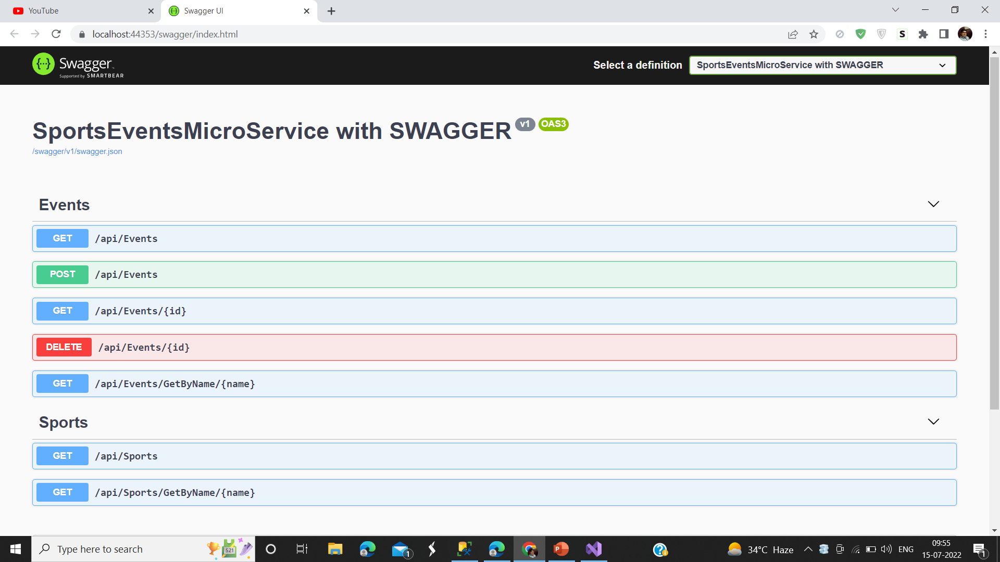 YouTube
Swagger UI
localhost:44353/swagger/index.html
S
{···} Swagger
Supported by SMARTBEAR
Select a definition
SportsEventsMicroService with SWAGGER
SportsEventsMicroService with SWAGGER v1 OAS3
/swagger/v1/swagger.json
Events
GET /api/Events
POST /api/Events
GET /api/Events/{id}
DELETE /api/Events/{id}
GET /api/Events/GetByName/{name}
Sports
GET /api/Sports
GET /api/Sports/GetByName/{name}
Type here to search
521
1
P
34°C Haze
ENG
09:55
15-07-2022
1